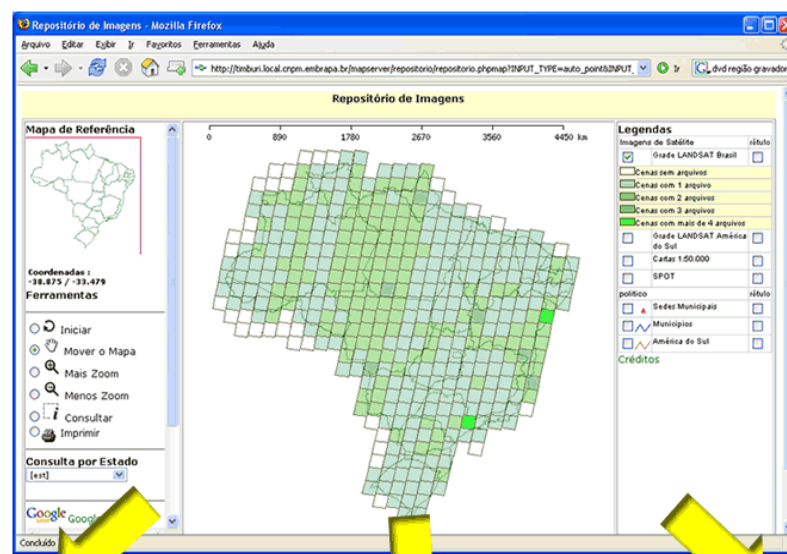 Repositório de Imagens - Mozilla Firefox
Arquivo Editar Exibir Ir Favoritos Ferramentas Ajuda
http://timburi.local.cnpm.embrapa.br/mapserver/repositorio/repositorio.phpmap?INPUT_TYPE=auto_point&INPUT_ Ir dvd região gravador
Repositório de Imagens
Mapa de Referência
Coordenadas :
-38.875 / -33.479
Ferramentas
Iniciar
Mover o Mapa
Mais Zoom
Menos Zoom
Consultar
Imprimir
Consulta por Estado
[est]
Google Google
Concluído
0 890 1780 2670 3560 4450 km
Legendas
Imagens de Satélite rétulo
Grade LANDSAT Brasil
Cenas sem arquivos
Cenas com 1 arquivo
Cenas com 2 arquivos
Cenas com 3 arquivos
Cenas com mais de 4 arquivos
Grade LANDSAT América
do Sul
Cartas 1:50.000
SPOT
político rétulo
Sedes Municipais
Municípios
América do Sul
Créditos